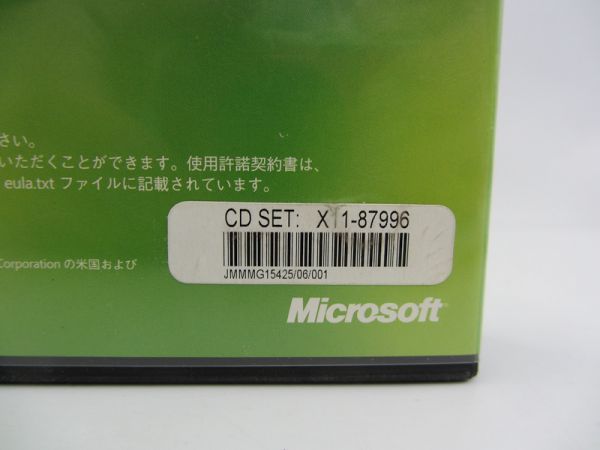 さい。
いただくことができます。使用許諾契約書は、
eula.txt ファイルに記載されています。
CD SET: X11-87996
Corporation の米国および
JMMMG15425/06/001
Microsoft